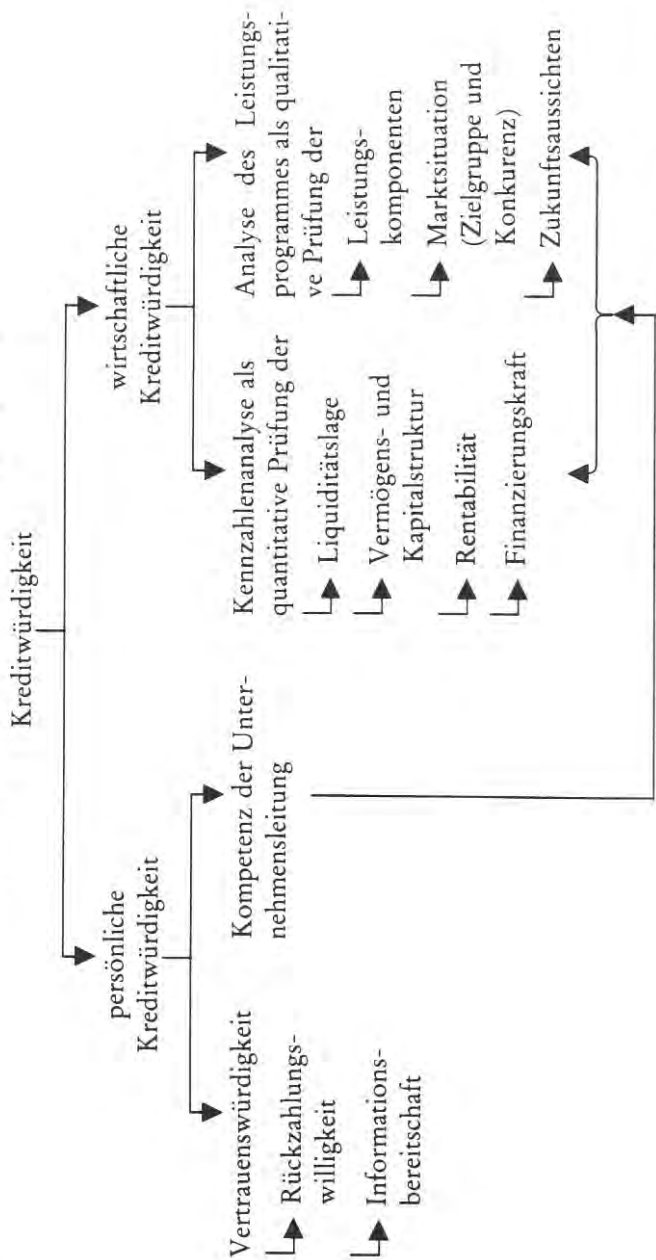 Kreditwürdigkeit
persönliche
Kreditwürdigkeit
wirtschaftliche
Kreditwürdigkeit
Vertrauenswürdigkeit
Rückzahlungs-
willigkeit
Informations-
bereitschaft
Kompetenz der Unter-
nehmensleitung
Kennzahlenanalyse als
quantitative Prüfung der
Liquiditätslage
Vermögens- und
Kapitalstruktur
Rentabilität
Finanzierungskraft
Analyse des Leistungs-
programmes als qualitati-
ve Prüfung der
Leistungs-
komponenten
Marktsituation
(Zielgruppe und
Konkurenz)
Zukunftsaussichten